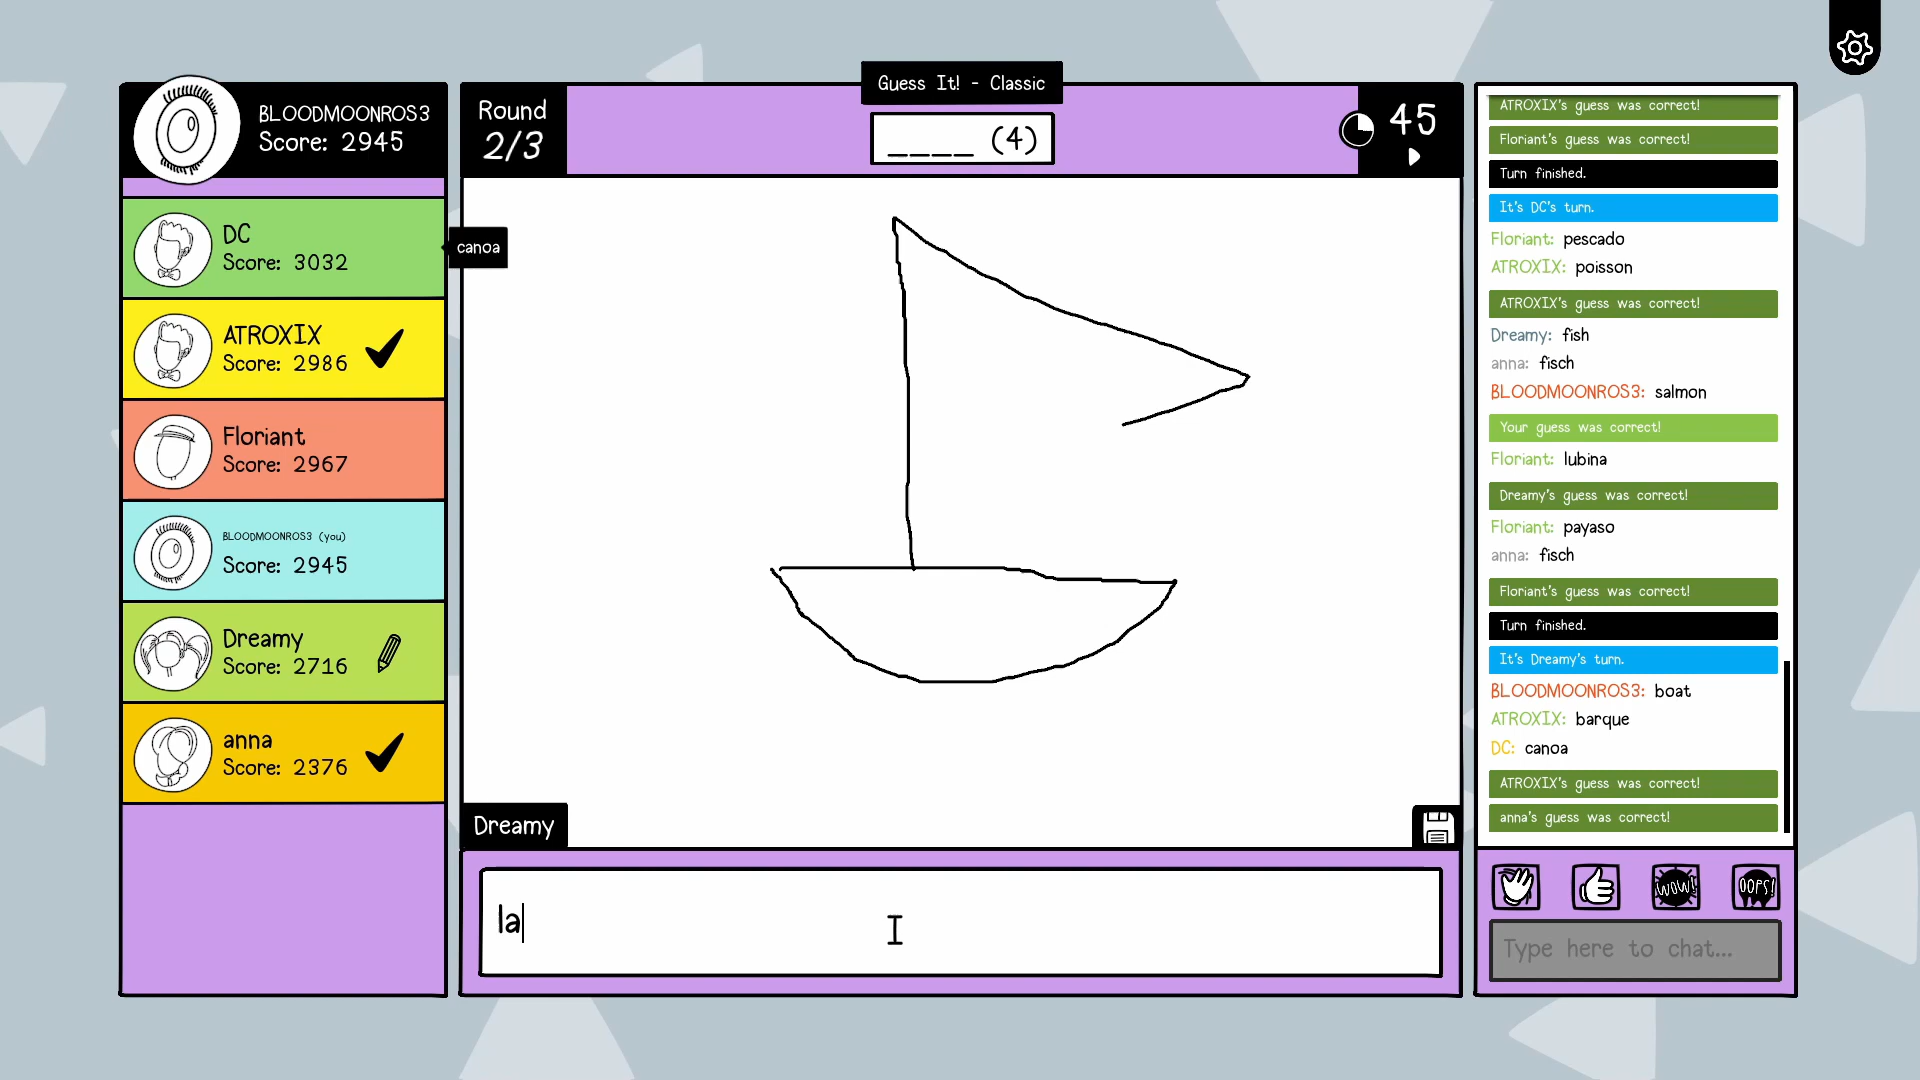 BLOODMOONROS3
Score: 2945
DC
Score: 3032
canoa
ATROXIX
Score: 2986
Floriant
Score: 2967
BLOODMOONROS3 (you)
Score: 2945
Dreamy
Score: 2716
anna
Score: 2376
Guess It! - Classic
Round
2/3
____ (4)
45
Dreamy
la
ATROXIX's guess was correct!
Floriant's guess was correct!
Turn finished.
It's DC's turn.
Floriant: pescado
ATROXIX: poisson
ATROXIX's guess was correct!
Dreamy: fish
anna: fisch
BLOODMOONROS3: salmon
Your guess was correct!
Floriant: lubina
Dreamy's guess was correct!
Floriant: payaso
anna: fisch
Floriant's guess was correct!
Turn finished.
It's Dreamy's turn.
BLOODMOONROS3: boat
ATROXIX: barque
DC: canoa
ATROXIX's guess was correct!
anna's guess was correct!
WOW!
OOPS!
Type here to chat...